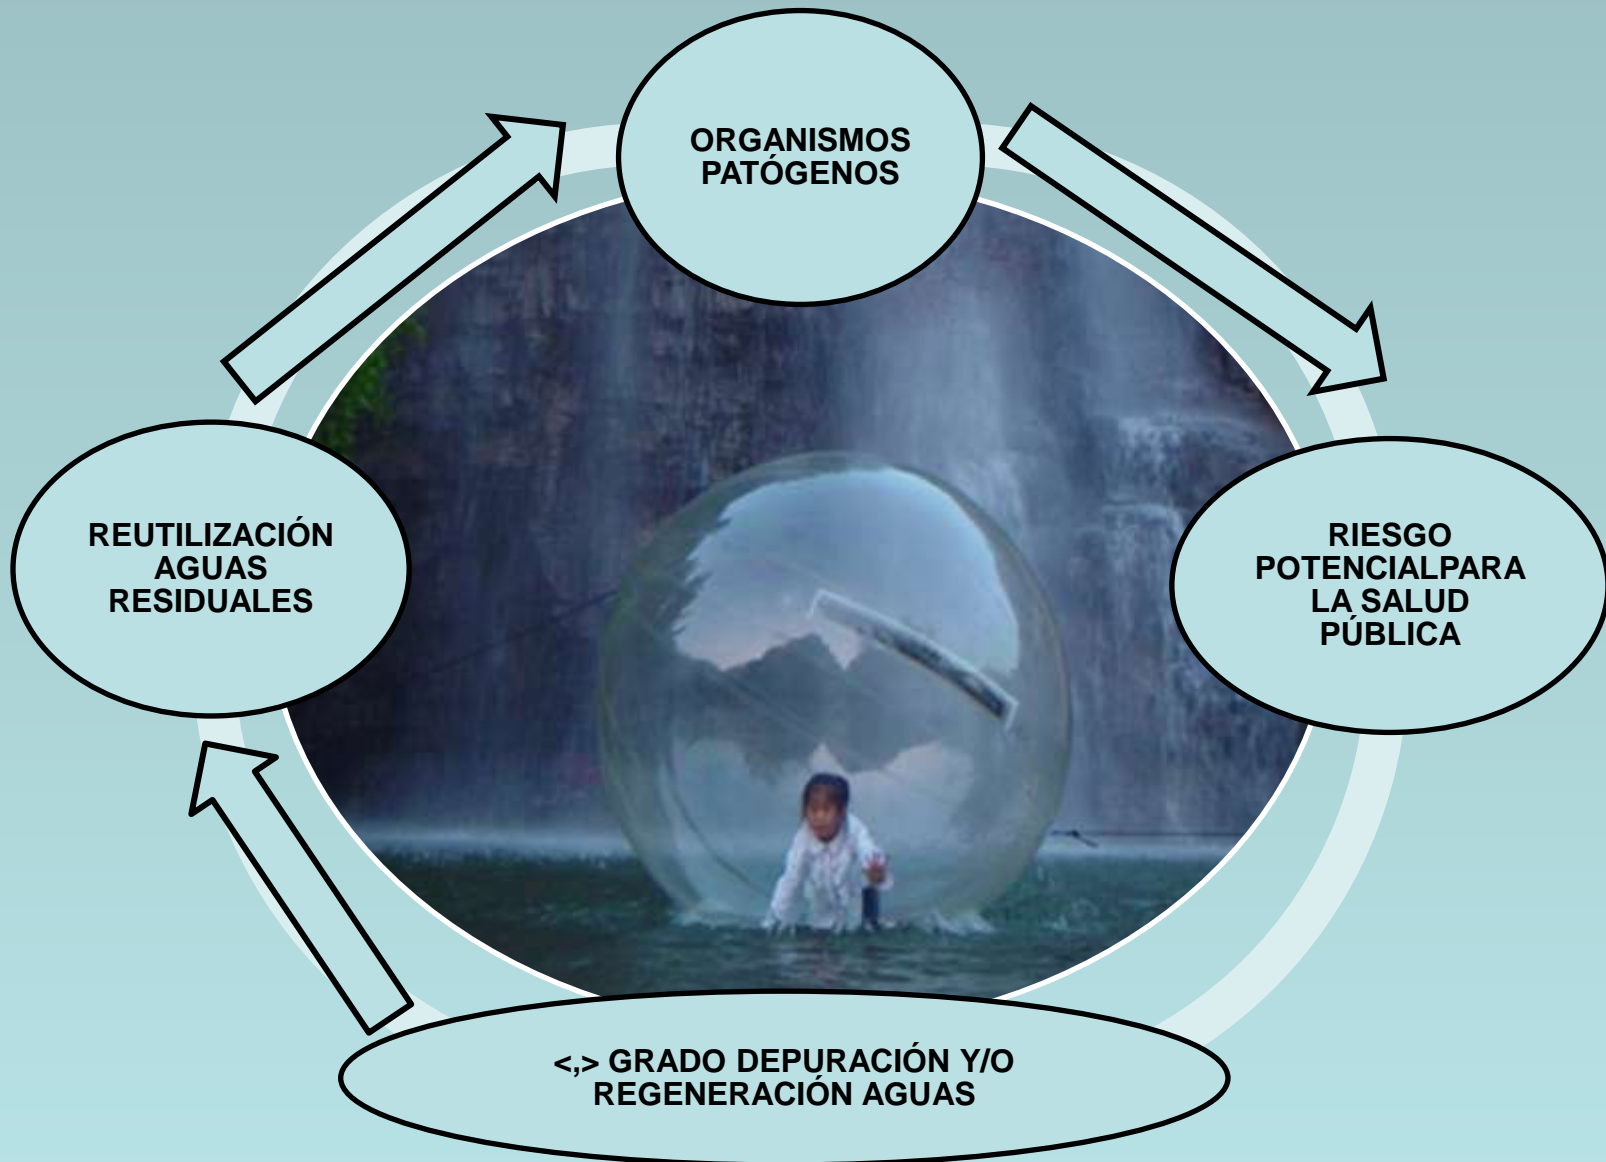 ORGANISMOS
PATÓGENOS
REUTILIZACIÓN
AGUAS
RESIDUALES
RIESGO
POTENCIALPARA
LA SALUD
PÚBLICA
<,> GRADO DEPURACIÓN Y/O
REGENERACIÓN AGUAS